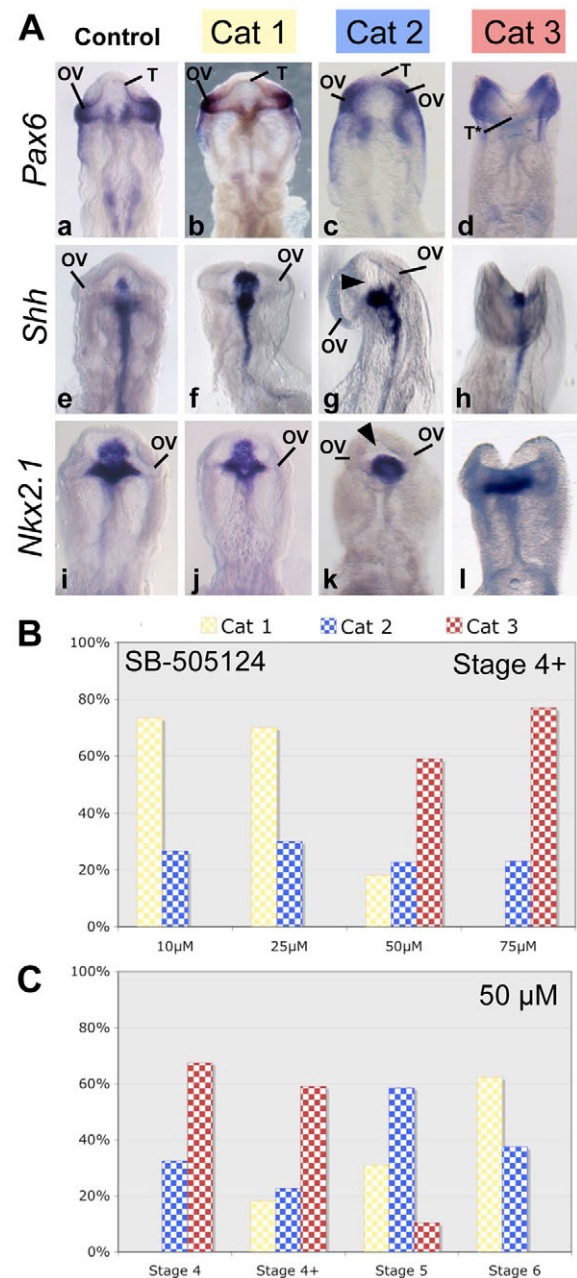 A Control Cat 1 Cat 2 Cat 3
Pax6
OV T T T OV
OV T*
a b c d
Shh
OV OV OV
OV
e f g h
Nkx2.1
OV OV OV OV
i j k l
B Cat 1 Cat 2 Cat 3
SB-505124 Stage 4+
100%
80%
60%
40%
20%
0%
10µM 25µM 50µM 75µM
C 50 µM
100%
80%
60%
40%
20%
0%
Stage 4 Stage 4+ Stage 5 Stage 6